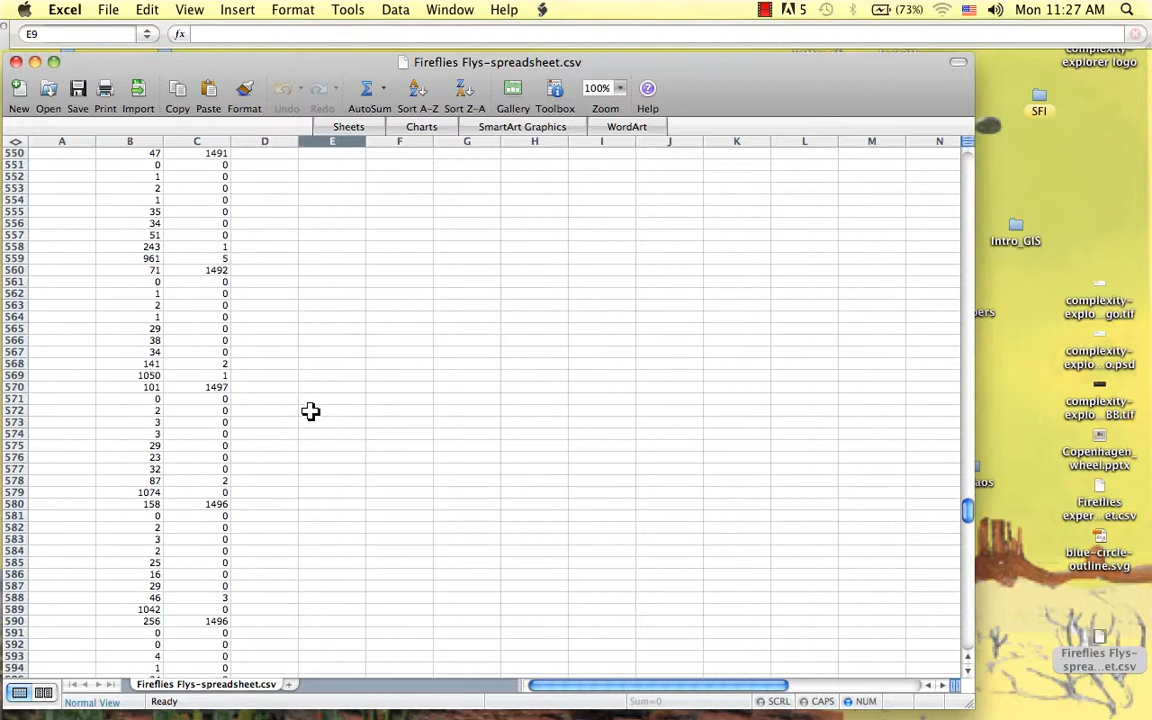 Excel File Edit View Insert Format Tools Data Window Help 5 (73%) Mon 11:27 AM
E9 fx
complexity-
explorer logo
Fireflies Flys-spreadsheet.csv
100%
New Open Save Print Import Copy Paste Format Undo Redo AutoSum Sort A-Z Sort Z-A Gallery Toolbox Zoom Help
SFI
Sheets Charts SmartArt Graphics WordArt
A B C D E F G H I J K L M N
550 47 1491
551 0 0
552 1 0
553 2 0
554 1 0
555 35 0
556 34 0
557 51 0
558 243 1
559 961 5
560 71 1492
561 0 0
562 1 0
563 2 0
564 1 0
565 29 0
566 38 0
567 34 0
568 141 2
569 1050 1
570 101 1497
571 0 0
572 2 0
573 3 0
574 3 0
575 29 0
576 23 0
577 32 0
578 87 2
579 1074 0
580 158 1496
581 0 0
582 2 0
583 3 0
584 2 0
585 25 0
586 16 0
587 29 0
588 46 3
589 1042 0
590 256 1496
591 0 0
592 0 0
593 4 0
594 1 0
Intro_GIS
complexity-
explo...go.tif
pers
complexity-
explo...o.psd
complexity-
explo...BB.tif
Copenhagen_
wheel.pptx
aos
Fireflies
exper...et.csv
blue-circle-
outline.svg
Fireflies Flys-
sprea...et.csv
Fireflies Flys-spreadsheet.csv
Normal View Ready Sum=0 SCRL CAPS NUM